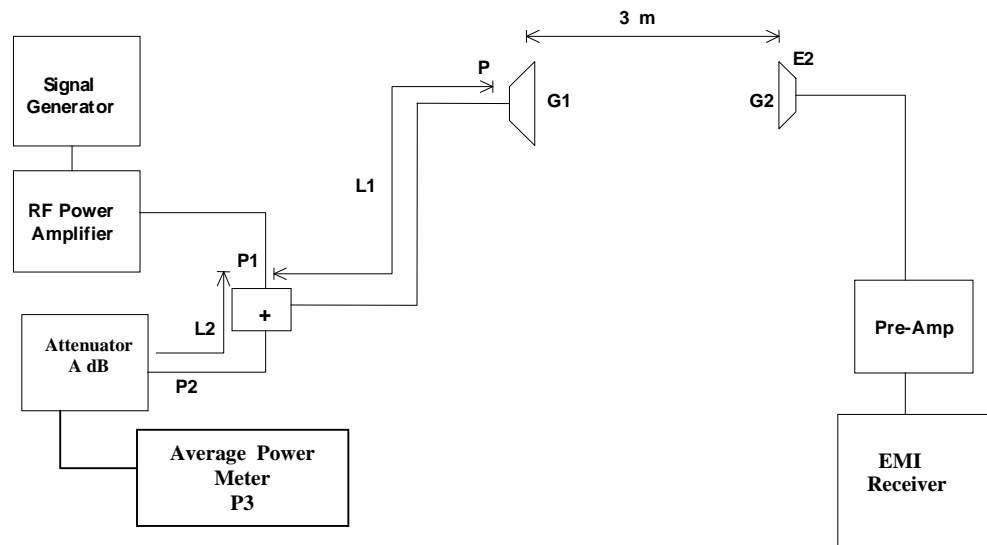 3 m
Signal
Generator
P
G1
G2
E2
L1
RF Power
Amplifier
P1
+
L2
Attenuator
A dB
P2
Pre-Amp
Average Power
Meter
P3
EMI
Receiver